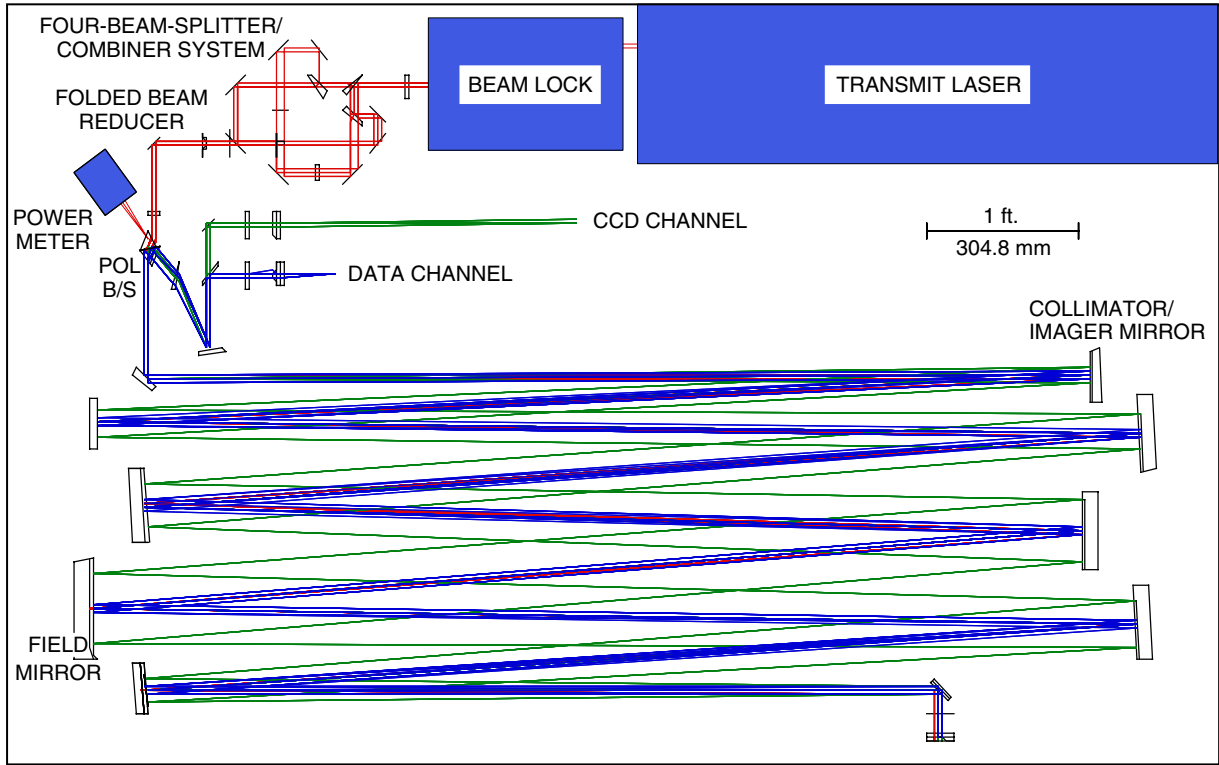 FOUR-BEAM-SPLITTER/
COMBINER SYSTEM
BEAM LOCK
TRANSMIT LASER
FOLDED BEAM
REDUCER
POWER
METER
CCD CHANNEL
1 ft.
304.8 mm
POL
B/S
DATA CHANNEL
COLLIMATOR/
IMAGER MIRROR
FIELD
MIRROR